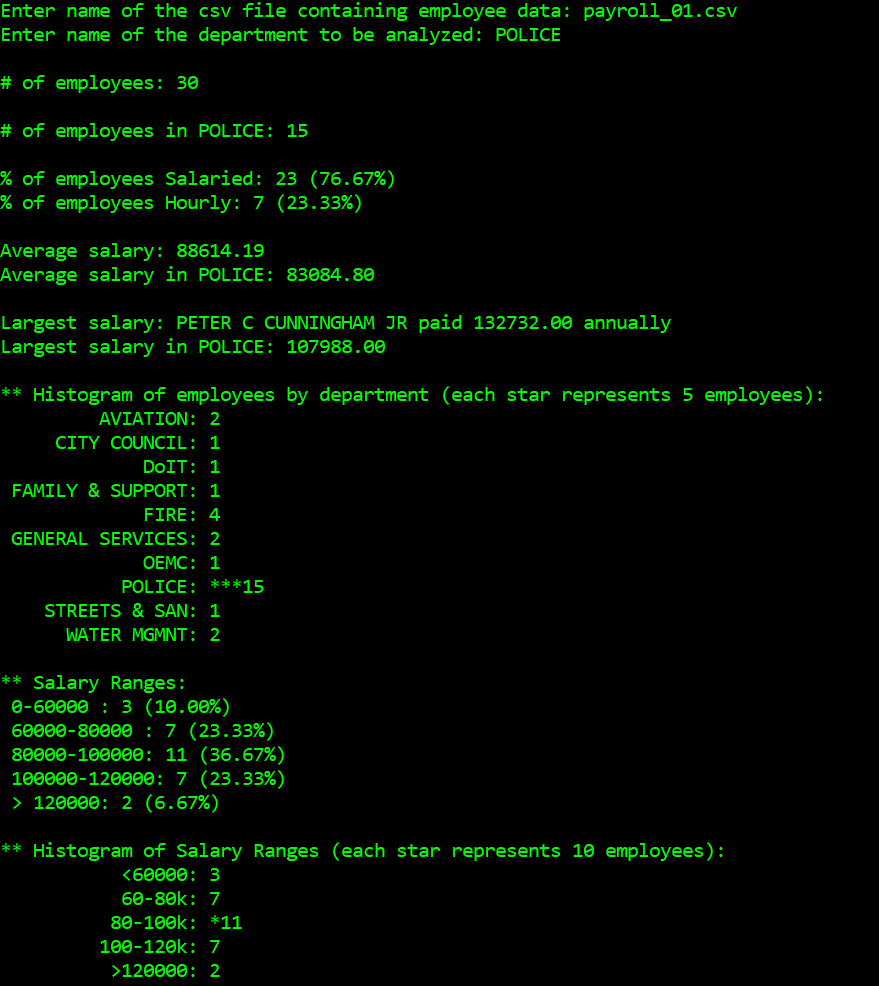 Enter name of the csv file containing employee data: payroll_01.csv
Enter name of the department to be analyzed: POLICE
# of employees: 30
# of employees in POLICE: 15
% of employees Salaried: 23 (76.67%)
% of employees Hourly: 7 (23.33%)
Average salary: 88614.19
Average salary in POLICE: 83084.80
Largest salary: PETER C CUNNINGHAM JR paid 132732.00 annually
Largest salary in POLICE: 107988.00
** Histogram of employees by department (each star represents 5 employees):
AVIATION: 2
CITY COUNCIL: 1
DoIT: 1
FAMILY & SUPPORT: 1
FIRE: 4
GENERAL SERVICES: 2
OEMC: 1
POLICE: ***15
STREETS & SAN: 1
WATER MGMNT: 2
** Salary Ranges:
0-60000 : 3 (10.00%)
60000-80000 : 7 (23.33%)
80000-100000: 11 (36.67%)
100000-120000: 7 (23.33%)
> 120000: 2 (6.67%)
** Histogram of Salary Ranges (each star represents 10 employees):
<60000: 3
60-80k: 7
80-100k: *11
100-120k: 7
>120000: 2